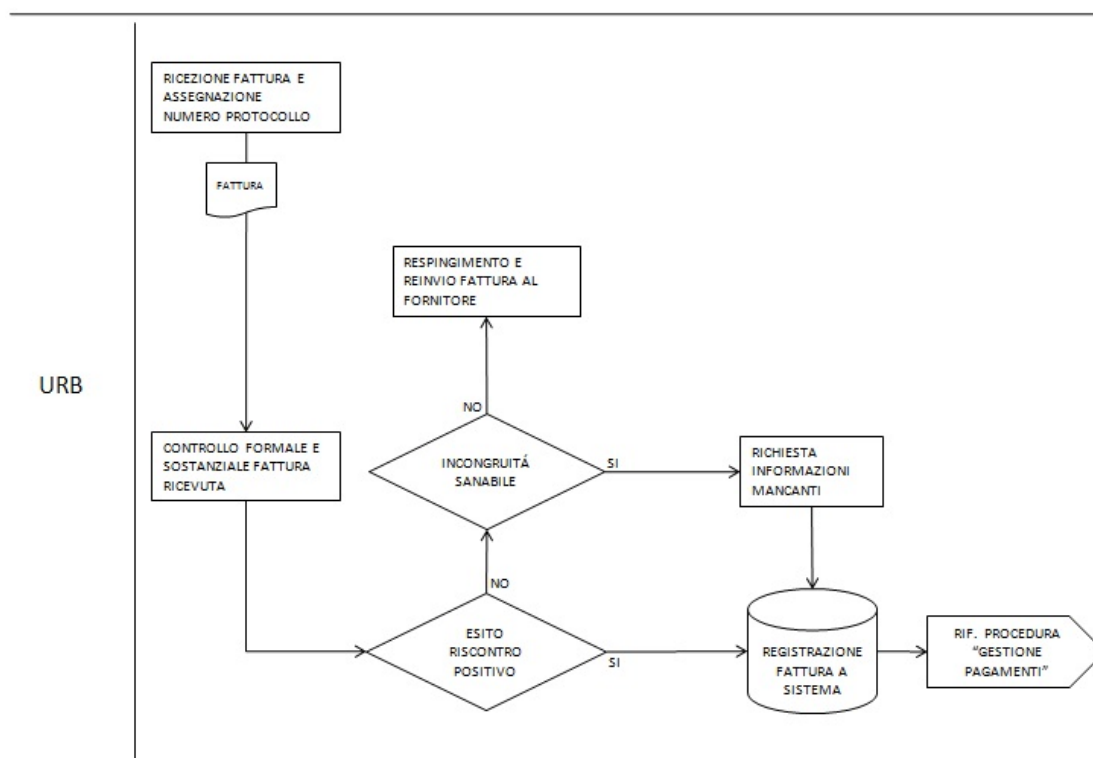 URB
RICEZIONE FATTURA E
ASSEGNAZIONE
NUMERO PROTOCOLLO
FATTURA
CONTROLLO FORMALE E
SOSTANZIALE FATTURA
RICEVUTA
RESPINGIMENTO E
REINVIO FATTURA AL
FORNITORE
NO
INCONGRUITÁ
SANABILE
SI
RICHIESTA
INFORMAZIONI
MANCANTI
NO
ESITO
RISCONTRO
POSITIVO
SI
REGISTRAZIONE
FATTURA A
SISTEMA
RIF. PROCEDURA
“GESTIONE
PAGAMENTI”